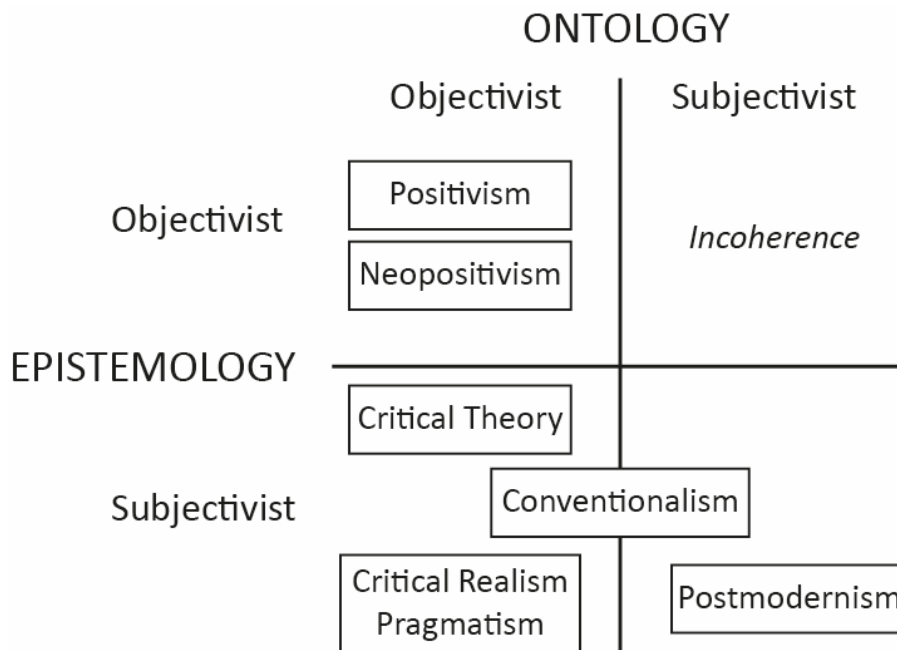 ONTOLOGY
Objectivist
Subjectivist
Objectivist
Positivism
Neopositivism
Incoherence
EPISTEMOLOGY
Subjectivist
Critical Theory
Conventionalism
Critical Realism
Pragmatism
Postmodernism